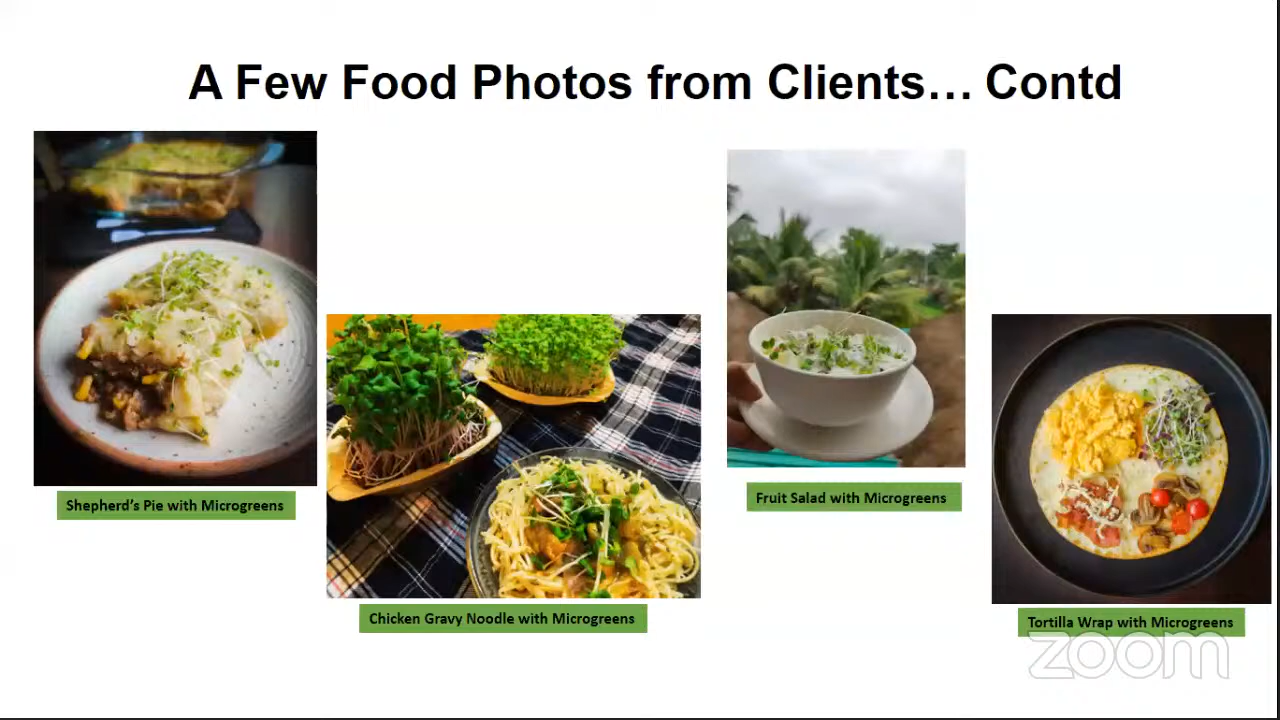 A Few Food Photos from Clients… Contd
Shepherd's Pie with Microgreens
Chicken Gravy Noodle with Microgreens
Fruit Salad with Microgreens
Tortilla Wrap with Microgreens
zoom